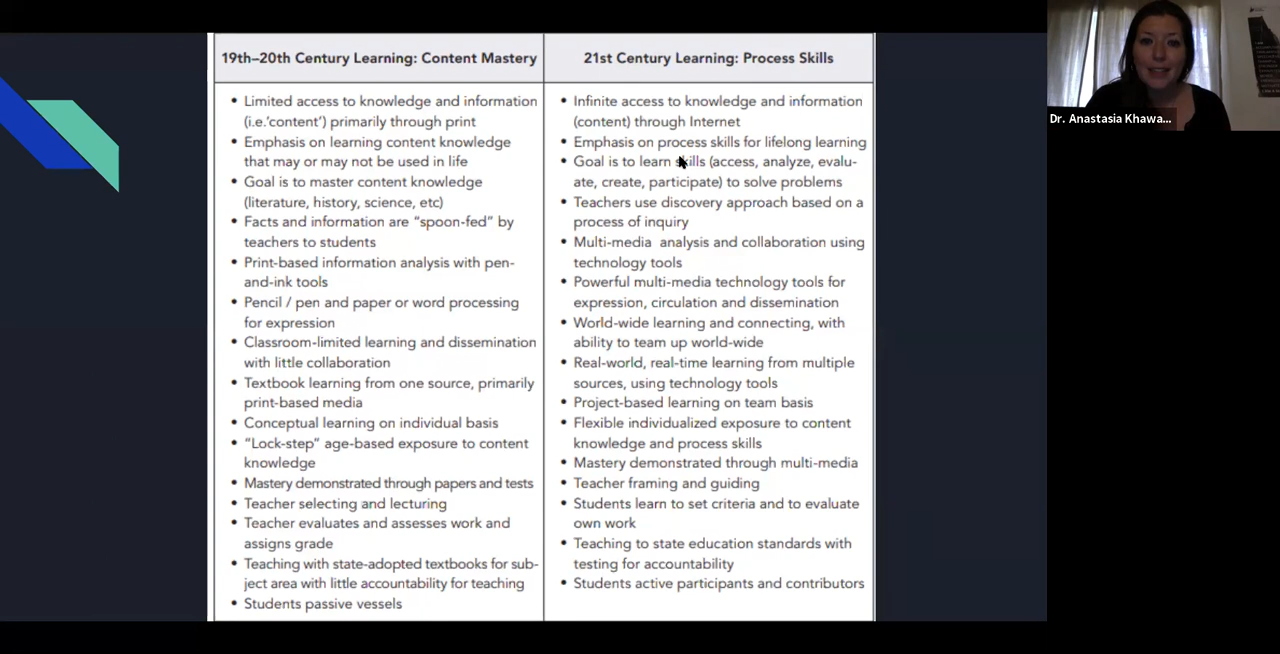 19th–20th Century Learning: Content Mastery
• Limited access to knowledge and information
(i.e.‘content’) primarily through print
• Emphasis on learning content knowledge
that may or may not be used in life
• Goal is to master content knowledge
(literature, history, science, etc)
• Facts and information are “spoon-fed” by
teachers to students
• Print-based information analysis with pen-
and-ink tools
• Pencil / pen and paper or word processing
for expression
• Classroom-limited learning and dissemination
with little collaboration
• Textbook learning from one source, primarily
print-based media
• Conceptual learning on individual basis
• “Lock-step” age-based exposure to content
knowledge
• Mastery demonstrated through papers and tests
• Teacher selecting and lecturing
• Teacher evaluates and assesses work and
assigns grade
• Teaching with state-adopted textbooks for sub-
ject area with little accountability for teaching
• Students passive vessels
21st Century Learning: Process Skills
• Infinite access to knowledge and information
(content) through Internet
• Emphasis on process skills for lifelong learning
• Goal is to learn skills (access, analyze, evalu-
ate, create, participate) to solve problems
• Teachers use discovery approach based on a
process of inquiry
• Multi-media analysis and collaboration using
technology tools
• Powerful multi-media technology tools for
expression, circulation and dissemination
• World-wide learning and connecting, with
ability to team up world-wide
• Real-world, real-time learning from multiple
sources, using technology tools
• Project-based learning on team basis
• Flexible individualized exposure to content
knowledge and process skills
• Mastery demonstrated through multi-media
• Teacher framing and guiding
• Students learn to set criteria and to evaluate
own work
• Teaching to state education standards with
testing for accountability
• Students active participants and contributors
Dr. Anastasia Khawa...